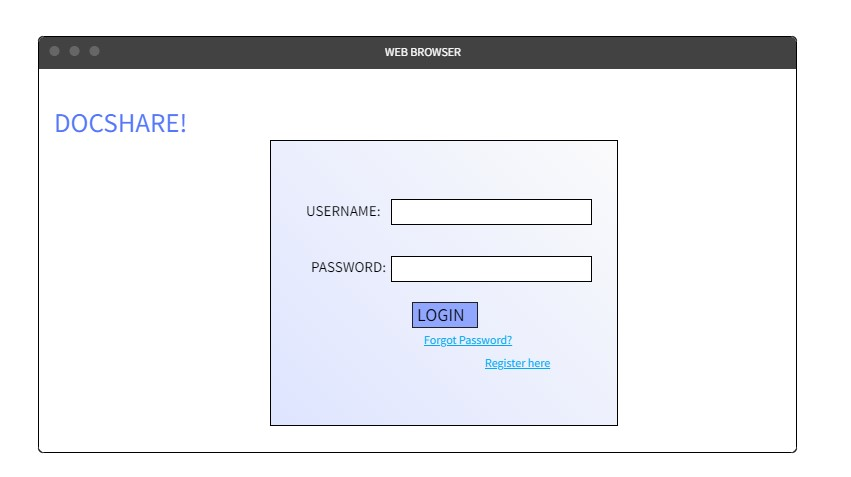 WEB BROWSER
DOCSHARE!
USERNAME:
PASSWORD:
LOGIN
Forgot Password?
Register here